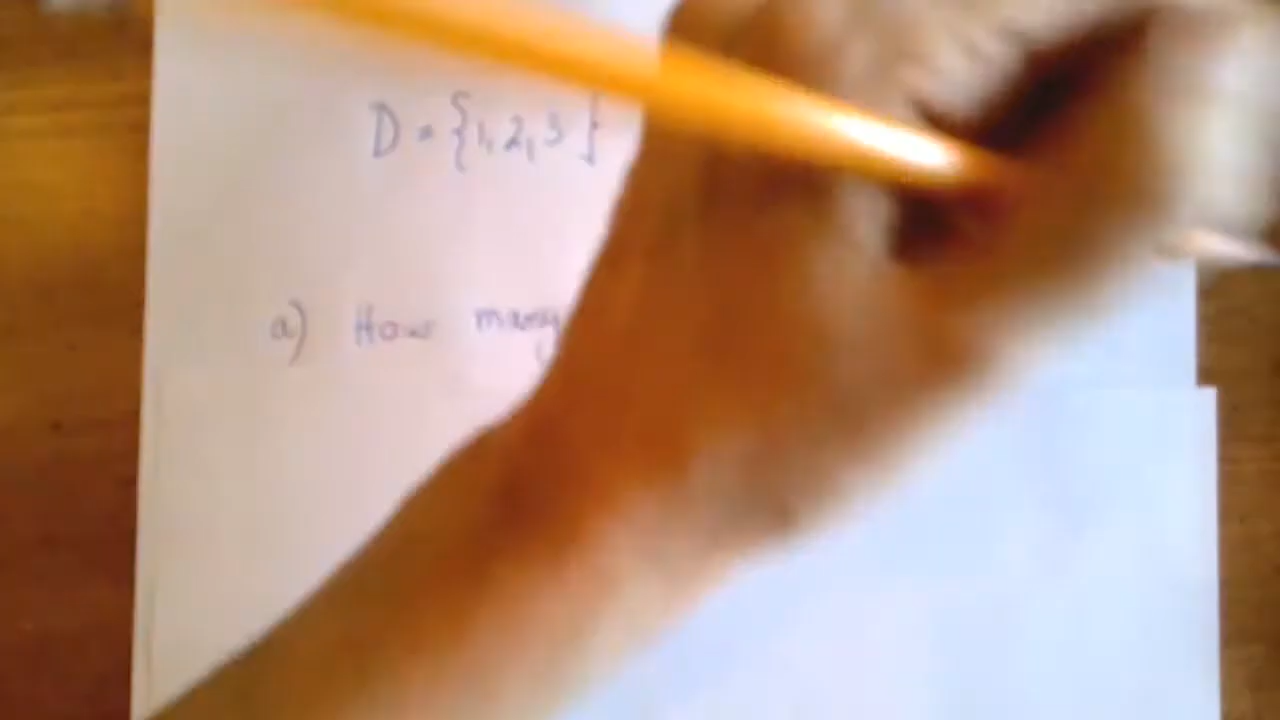 D = {1, 2, 3}
a) How many